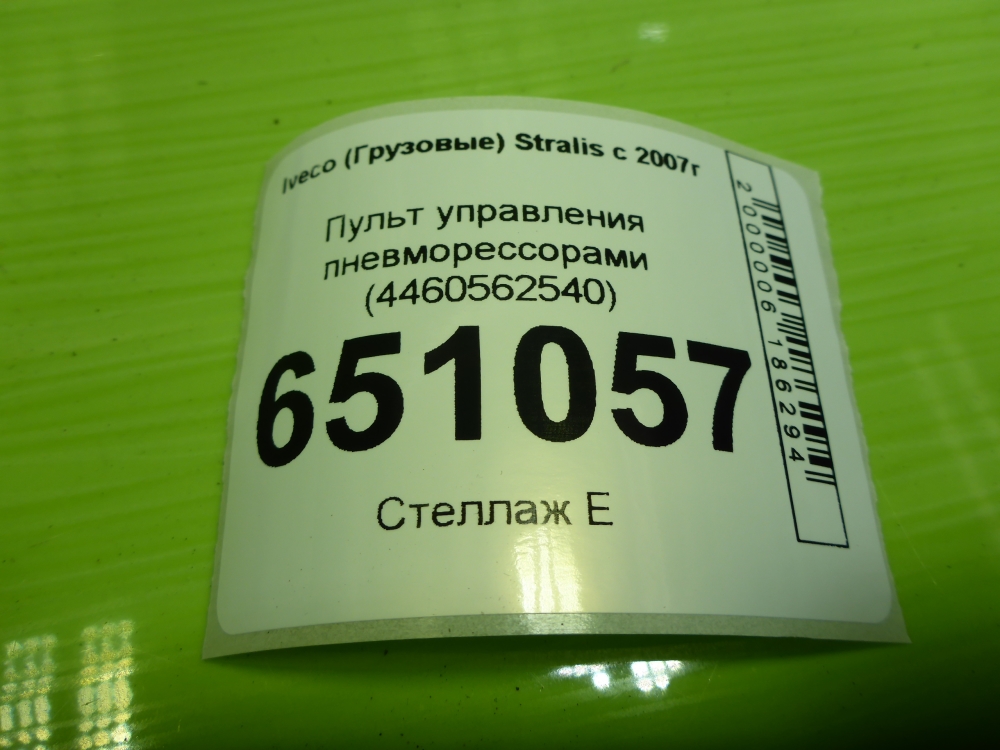 Iveco (Грузовые) Stralis с 2007г
Пульт управления
пневморессорами
(4460562540)
651057
Стеллаж Е
2000006186294